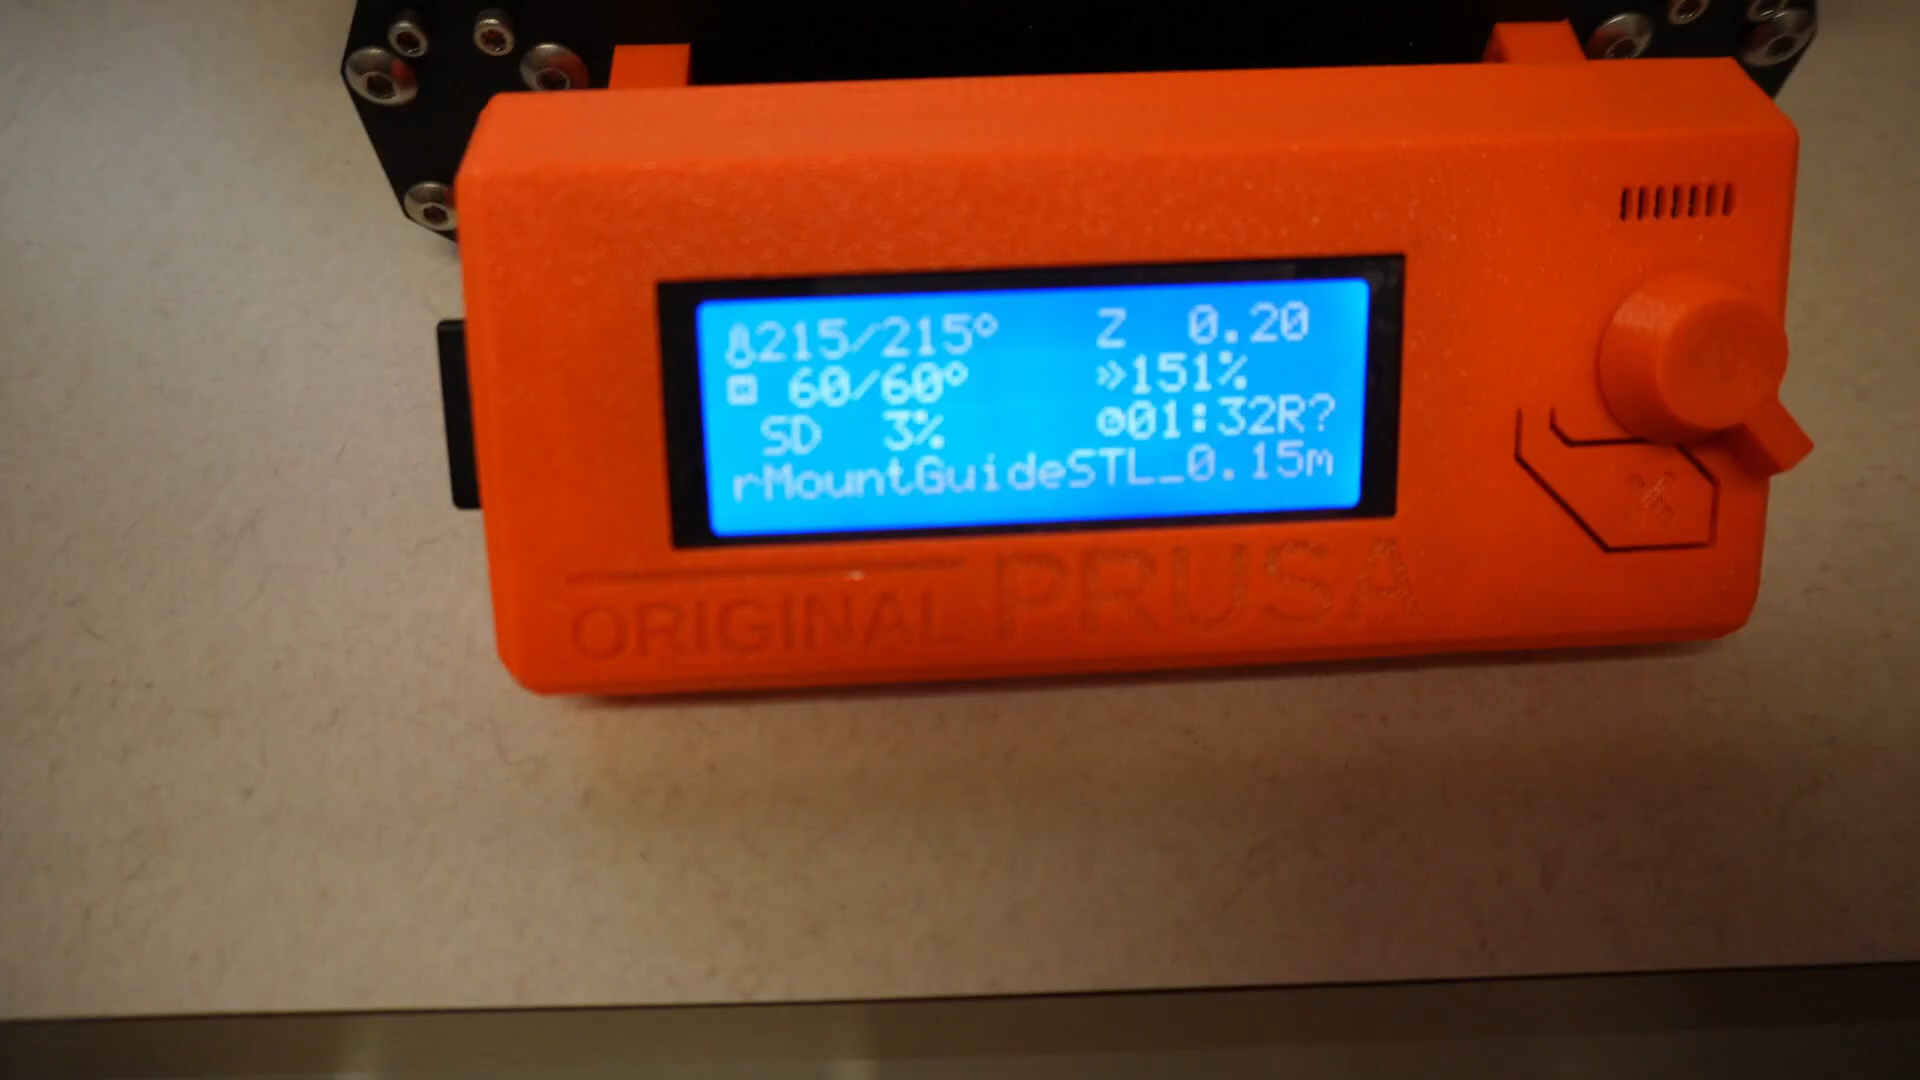 215/215° Z 0.20
60/60° 151%
SD 3% 01:32R?
rMountGuideSTL_0.15m
ORIGINAL PRUSA